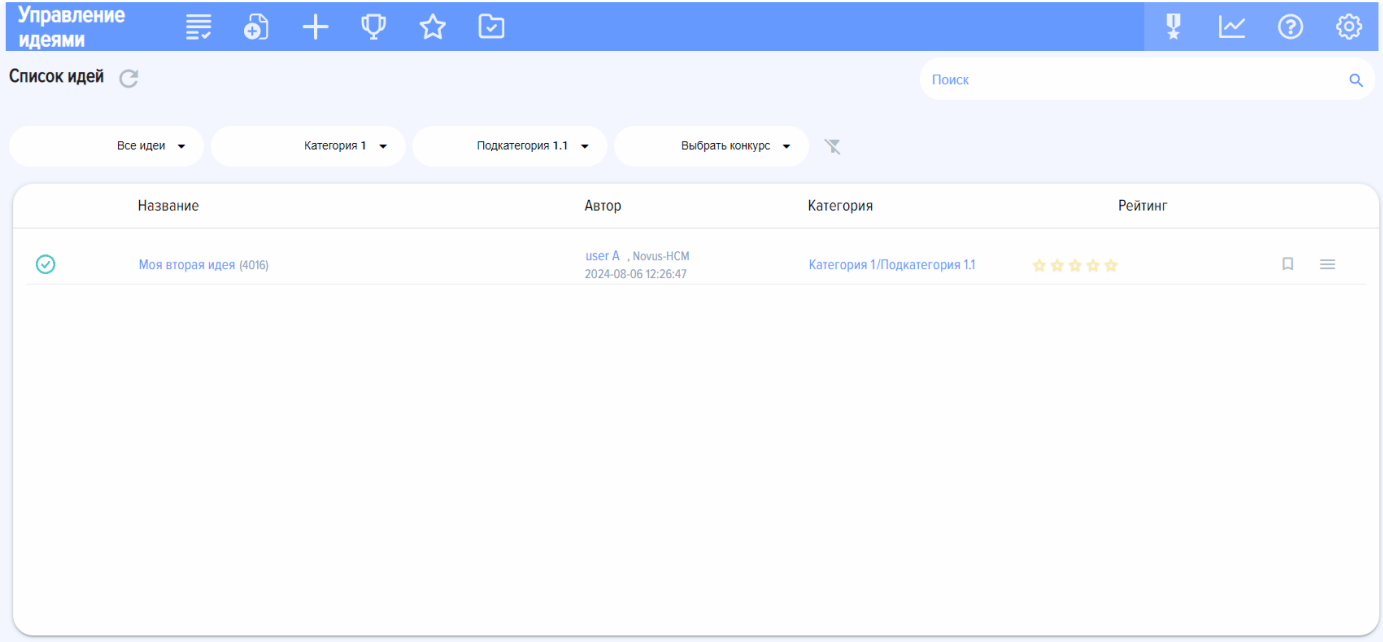 Управление
идеями
Список идей
Поиск
Все идеи
Категория 1
Подкатегория 1.1
Выбрать конкурс
Название
Автор
Категория
Рейтинг
Моя вторая идея (4016)
user A , Novus-HCM
2024-08-06 12:26:47
Категория 1/Подкатегория 1.1